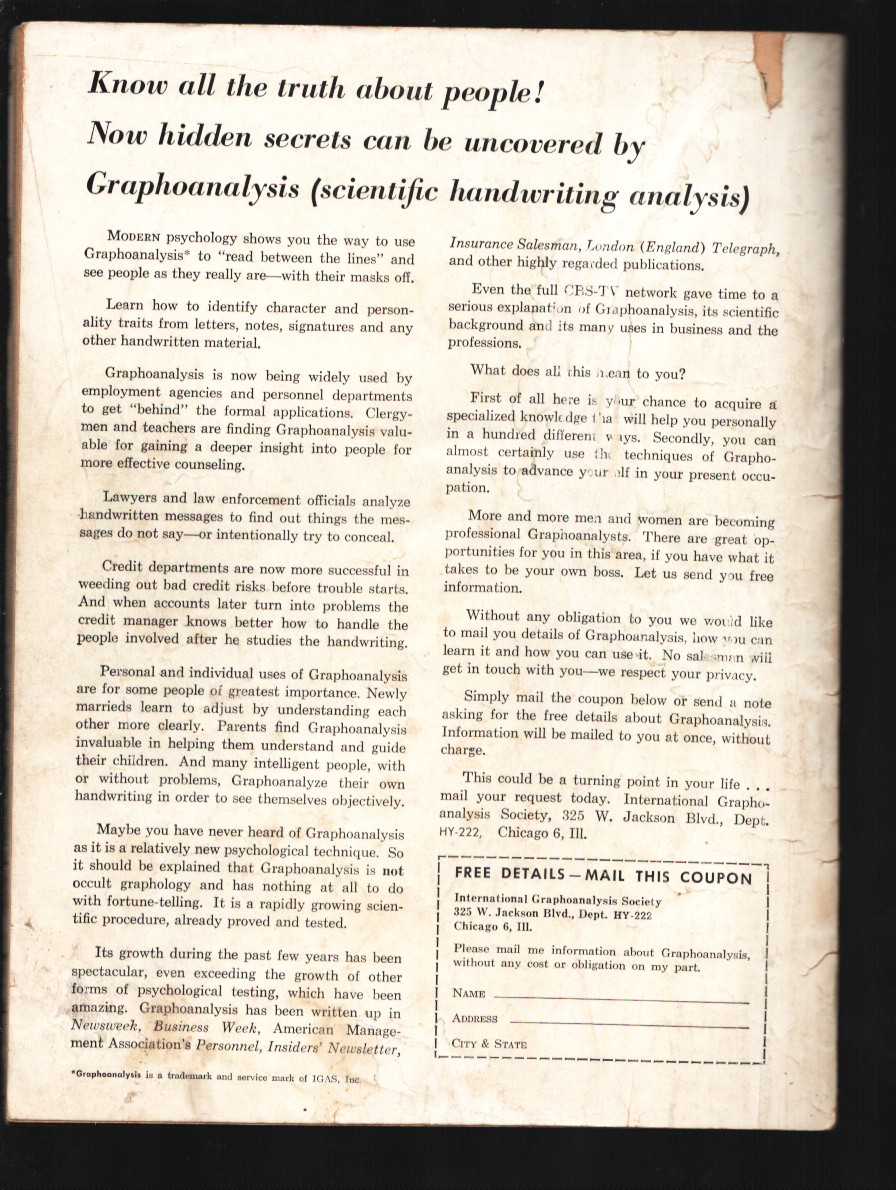 Know all the truth about people!
Now hidden secrets can be uncovered by
Graphoanalysis (scientific handwriting analysis)
MODERN psychology shows you the way to use
Graphoanalysis* to “read between the lines” and
see people as they really are—with their masks off.
Learn how to identify character and person-
ality traits from letters, notes, signatures and any
other handwritten material.
Graphoanalysis is now being widely used by
employment agencies and personnel departments
to get “behind” the formal applications. Clergy-
men and teachers are finding Graphoanalysis valu-
able for gaining a deeper insight into people for
more effective counseling.
Lawyers and law enforcement officials analyze
handwritten messages to find out things the mes-
sages do not say—or intentionally try to conceal.
Credit departments are now more successful in
weeding out bad credit risks before trouble starts.
And when accounts later turn into problems the
credit manager knows better how to handle the
people involved after he studies the handwriting.
Personal and individual uses of Graphoanalysis
are for some people of greatest importance. Newly
marrieds learn to adjust by understanding each
other more clearly. Parents find Graphoanalysis
invaluable in helping them understand and guide
their children. And many intelligent people, with
or without problems, Graphoanalyze their own
handwriting in order to see themselves objectively.
Maybe you have never heard of Graphoanalysis
as it is a relatively new psychological technique. So
it should be explained that Graphoanalysis is not
occult graphology and has nothing at all to do
with fortune-telling. It is a rapidly growing scien-
tific procedure, already proved and tested.
Its growth during the past few years has been
spectacular, even exceeding the growth of other
forms of psychological testing, which have been
amazing. Graphoanalysis has been written up in
Newsweek, Business Week, American Manage-
ment Association's Personnel, Insiders' Newsletter,
*Graphoanalysis is a trademark and service mark of IGAS, Inc.
Insurance Salesman, London (England) Telegraph,
and other highly regarded publications.
Even the full CBS-TV network gave time to a
serious explanation of Graphoanalysis, its scientific
background and its many uses in business and the
professions.
What does all this mean to you?
First of all here is your chance to acquire a
specialized knowledge that will help you personally
in a hundred different ways. Secondly, you can
almost certainly use the techniques of Grapho-
analysis to advance yourself in your present occu-
pation.
More and more men and women are becoming
professional Graphoanalysts. There are great op-
portunities for you in this area, if you have what it
takes to be your own boss. Let us send you free
information.
Without any obligation to you we would like
to mail you details of Graphoanalysis, how you can
learn it and how you can use it. No salesman will
get in touch with you—we respect your privacy.
Simply mail the coupon below or send a note
asking for the free details about Graphoanalysis.
Information will be mailed to you at once, without
charge.
This could be a turning point in your life . . .
mail your request today. International Grapho-
analysis Society, 325 W. Jackson Blvd., Dept.
HY-222, Chicago 6, Ill.
FREE DETAILS—MAIL THIS COUPON
International Graphoanalysis Society
325 W. Jackson Blvd., Dept. HY-222
Chicago 6, Ill.
Please mail me information about Graphoanalysis,
without any cost or obligation on my part.
NAME
ADDRESS
CITY & STATE